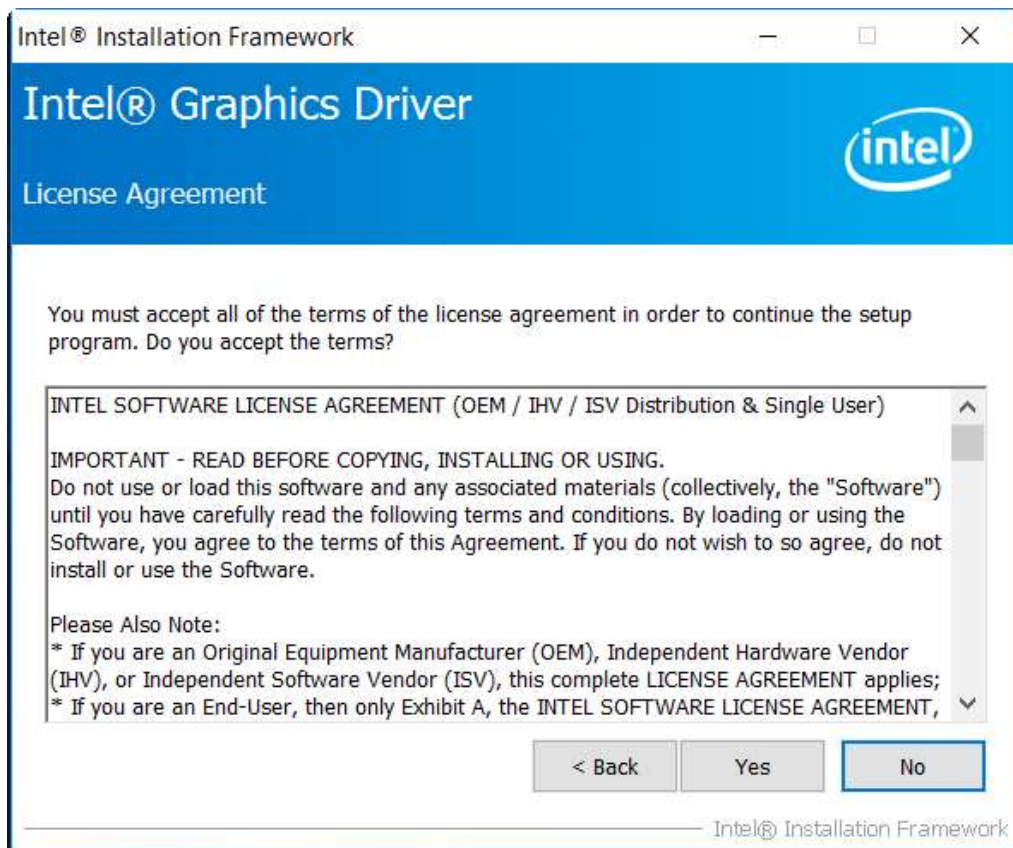 Intel® Installation Framework
Intel® Graphics Driver
intel®
License Agreement
You must accept all of the terms of the license agreement in order to continue the setup
program. Do you accept the terms?
INTEL SOFTWARE LICENSE AGREEMENT (OEM / IHV / ISV Distribution & Single User)
IMPORTANT - READ BEFORE COPYING, INSTALLING OR USING.
Do not use or load this software and any associated materials (collectively, the "Software")
until you have carefully read the following terms and conditions. By loading or using the
Software, you agree to the terms of this Agreement. If you do not wish to so agree, do not
install or use the Software.
Please Also Note:
* If you are an Original Equipment Manufacturer (OEM), Independent Hardware Vendor
(IHV), or Independent Software Vendor (ISV), this complete LICENSE AGREEMENT applies;
* If you are an End-User, then only Exhibit A, the INTEL SOFTWARE LICENSE AGREEMENT,
< Back Yes No
Intel® Installation Framework